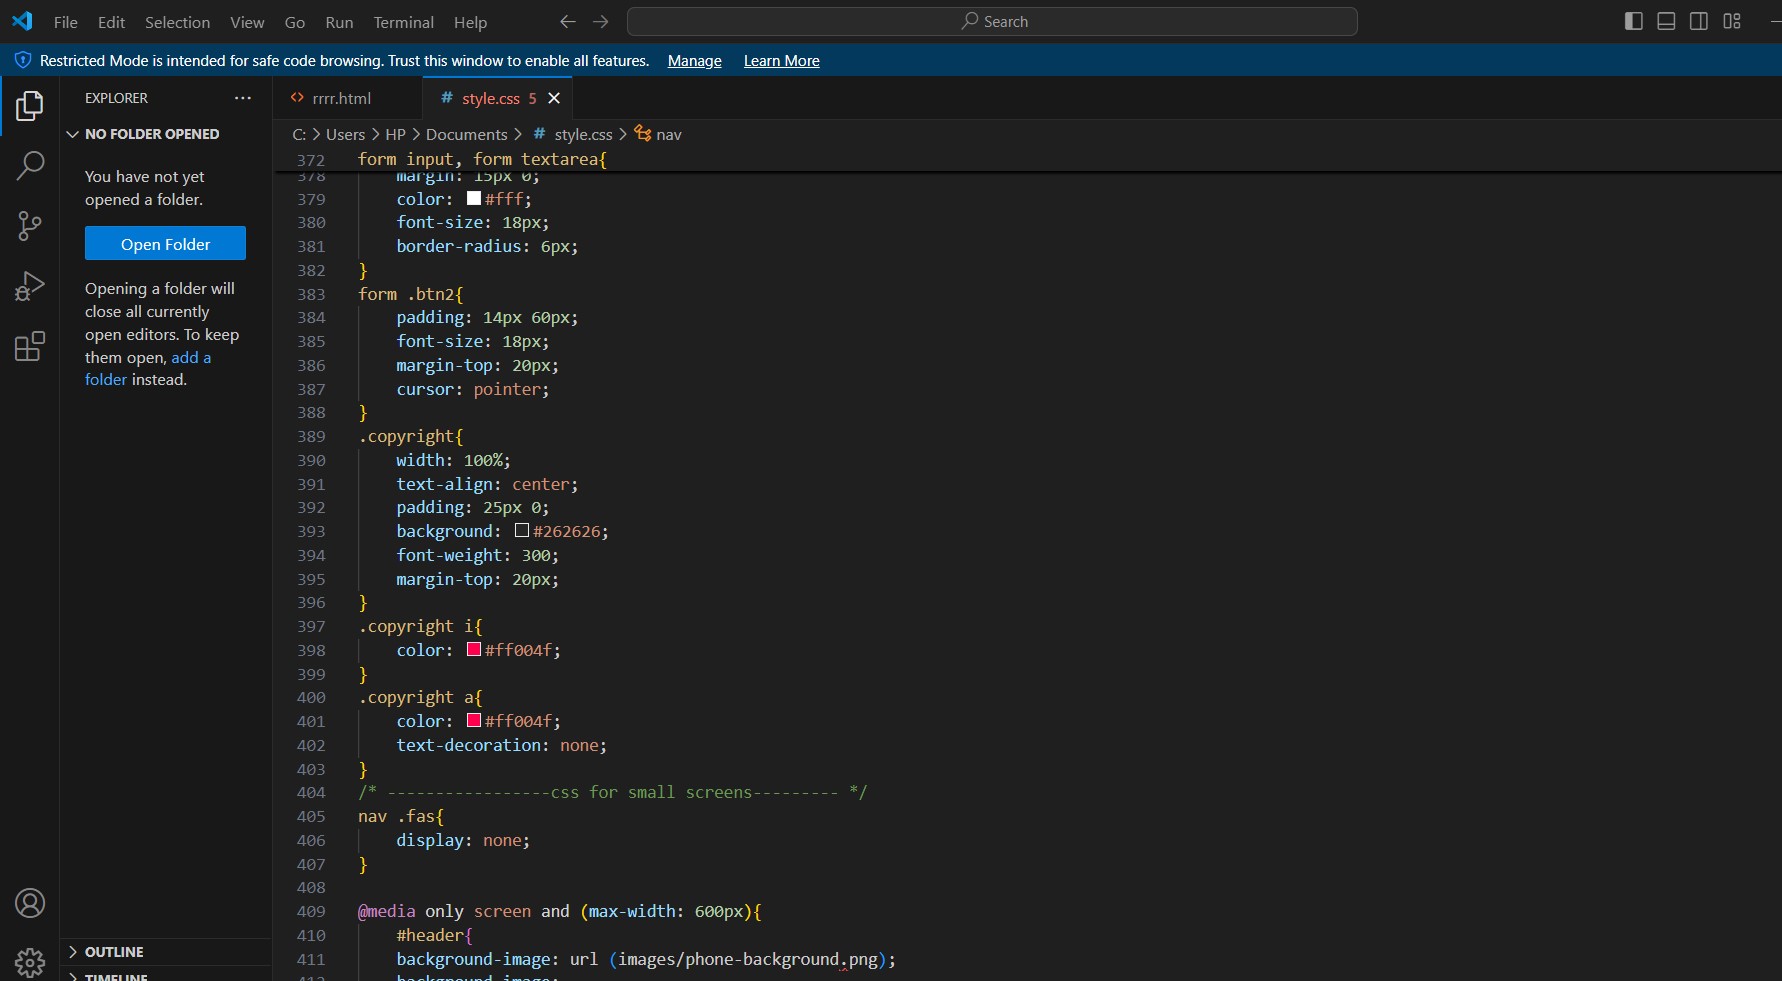 File Edit Selection View Go Run Terminal Help Search
Restricted Mode is intended for safe code browsing. Trust this window to enable all features. Manage Learn More
EXPLORER
NO FOLDER OPENED
You have not yet
opened a folder.
Open Folder
Opening a folder will
close all currently
open editors. To keep
them open, add a
folder instead.
OUTLINE
TIMELINE
rrrr.html style.css 5
C: > Users > HP > Documents > # style.css > nav
372 form input, form textarea{
378 margin: 15px 0;
379 color: #fff;
380 font-size: 18px;
381 border-radius: 6px;
382 }
383 form .btn2{
384 padding: 14px 60px;
385 font-size: 18px;
386 margin-top: 20px;
387 cursor: pointer;
388 }
389 .copyright{
390 width: 100%;
391 text-align: center;
392 padding: 25px 0;
393 background: #262626;
394 font-weight: 300;
395 margin-top: 20px;
396 }
397 .copyright i{
398 color: #ff004f;
399 }
400 .copyright a{
401 color: #ff004f;
402 text-decoration: none;
403 }
404 /* -----------------css for small screens--------- */
405 nav .fas{
406 display: none;
407 }
408
409 @media only screen and (max-width: 600px){
410 #header{
411 background-image: url (images/phone-background.png);
412 background-image: